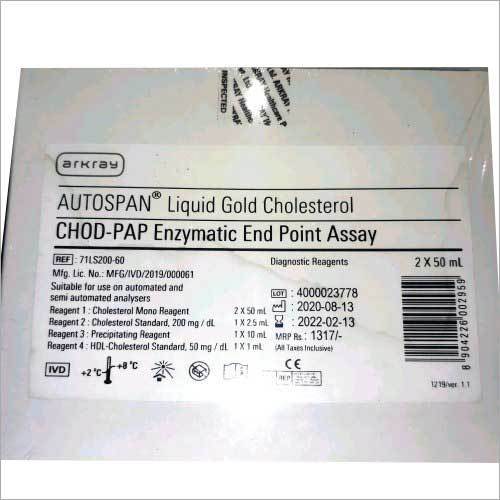 INSPECTED
arkray
AUTOSPAN® Liquid Gold Cholesterol
CHOD-PAP Enzymatic End Point Assay
REF : 71LS200-60
Diagnostic Reagents
2 X 50 mL
Mfg. Lic. No.: MFG/IVD/2019/000061
Suitable for use on automated and
semi automated analysers
Reagent 1 : Cholesterol Mono Reagent 2 X 50 mL
Reagent 2 : Cholesterol Standard, 200 mg / dL 1 X 2.5 mL
Reagent 3 : Precipitating Reagent 1 X 10 mL
Reagent 4 : HDL-Cholesterol Standard, 50 mg / dL 1 X 1 mL
LOT : 4000023778
: 2020-08-13
: 2022-02-13
MRP Rs.: 1317/-
(All Taxes Inclusive)
8 904226 002959
IVD
+2°C
+8°C
CE
REP
1219/ver. 1.1